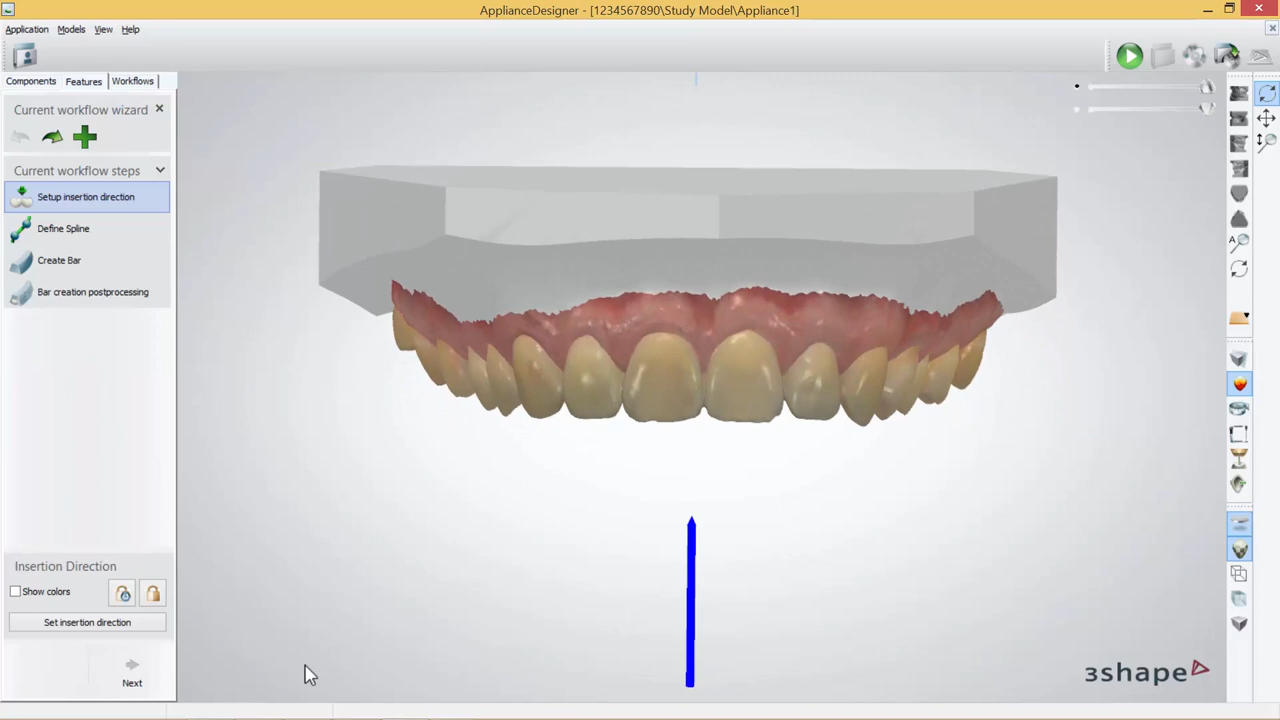 ApplianceDesigner - [1234567890\Study Model\Appliance1]
Application Models View Help
Components Features Workflows
Current workflow wizard
Current workflow steps
Setup insertion direction
Define Spline
Create Bar
Bar creation postprocessing
Insertion Direction
Show colors
Set insertion direction
Next
3shape